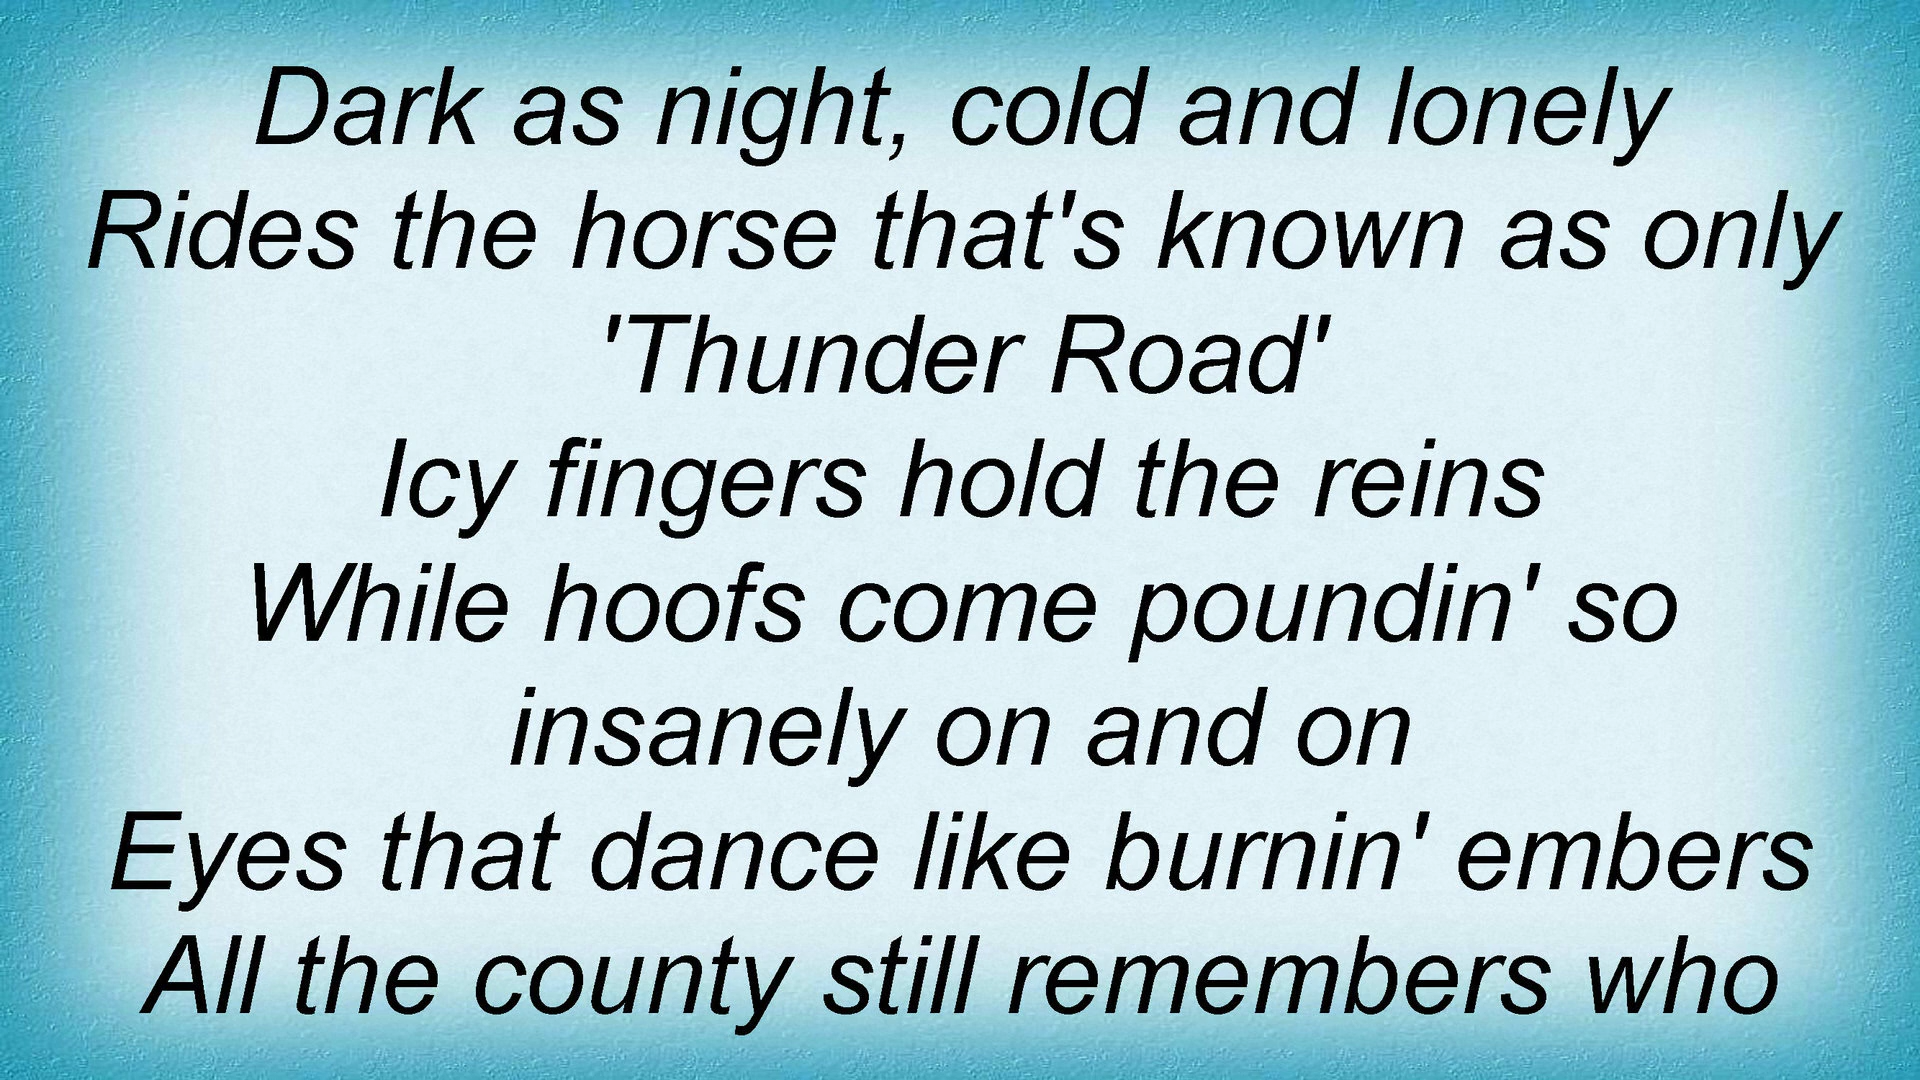 Dark as night, cold and lonely
Rides the horse that's known as only
'Thunder Road'
Icy fingers hold the reins
While hoofs come poundin' so
insanely on and on
Eyes that dance like burnin' embers
All the county still remembers who